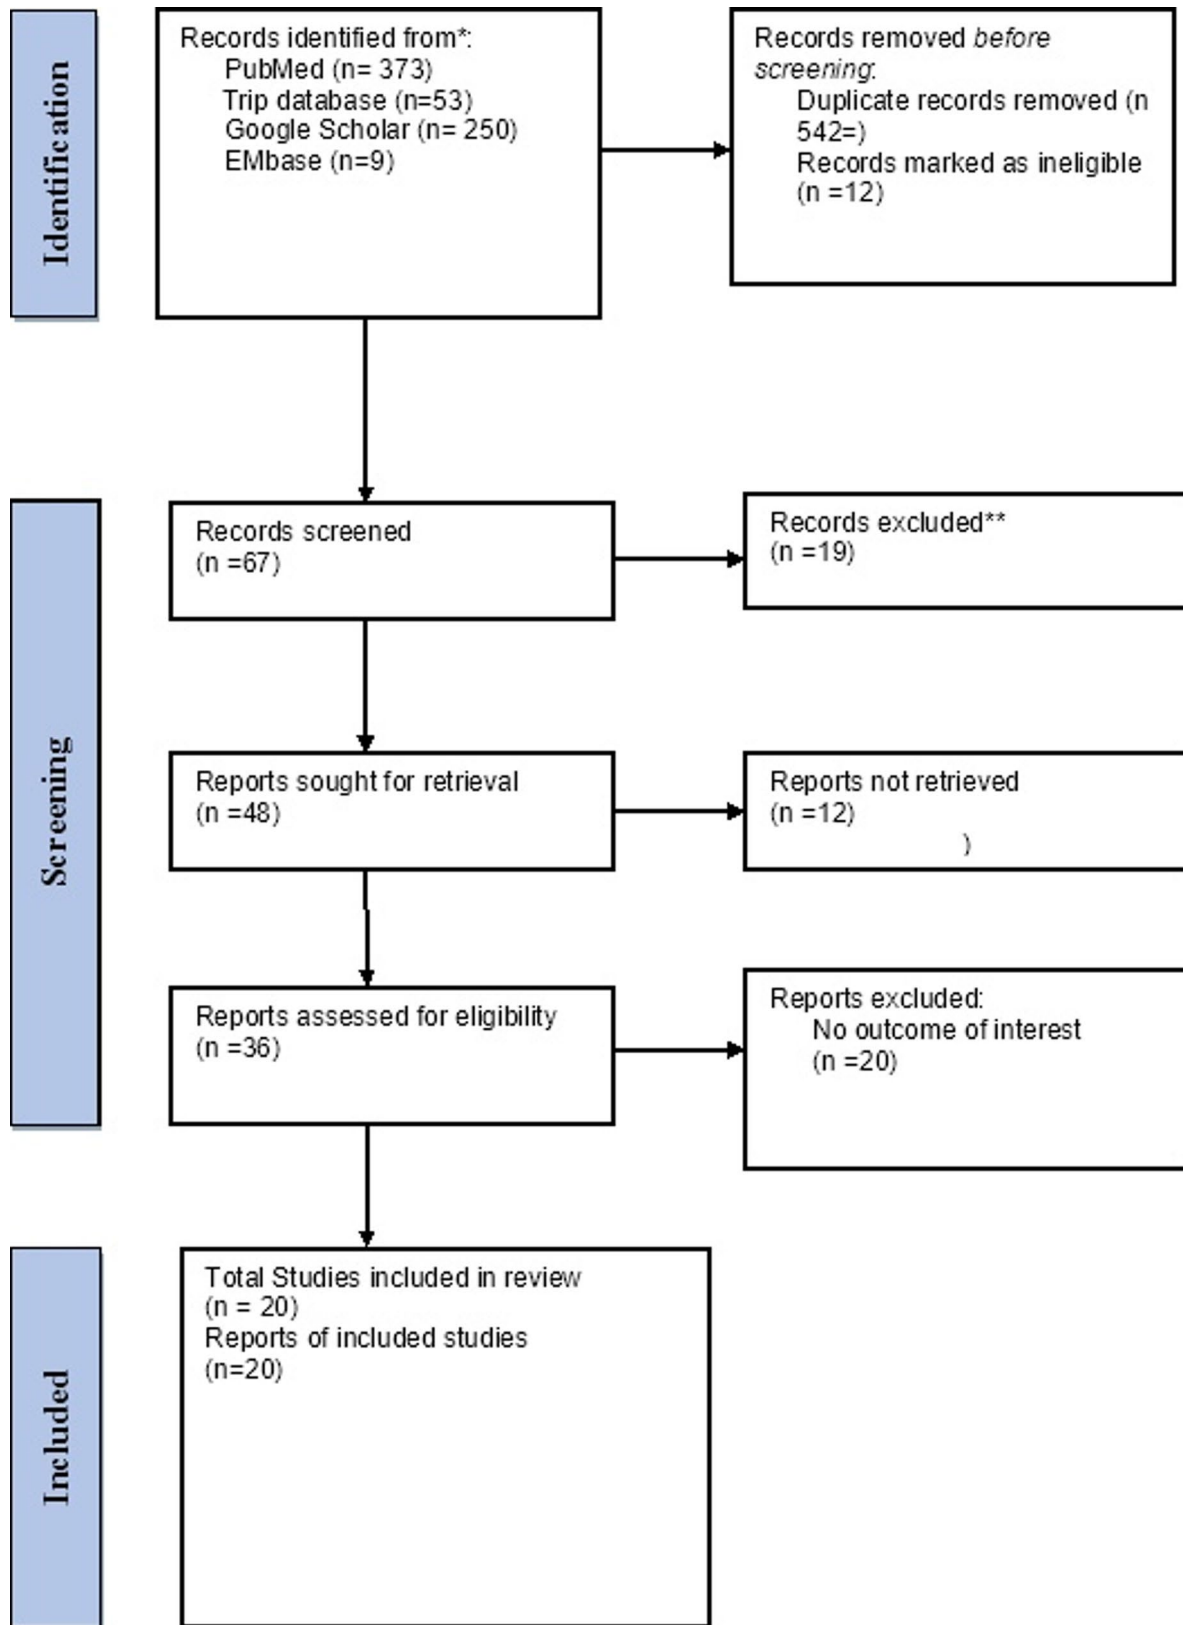 Identification
Records identified from*:
PubMed (n= 373)
Trip database (n=53)
Google Scholar (n= 250)
EMbase (n=9)
Records removed before
screening:
Duplicate records removed (n
542=)
Records marked as ineligible
(n =12)
Screening
Records screened
(n =67)
Records excluded**
(n =19)
Reports sought for retrieval
(n =48)
Reports not retrieved
(n =12)
)
Reports assessed for eligibility
(n =36)
Reports excluded:
No outcome of interest
(n =20)
Included
Total Studies included in review
(n = 20)
Reports of included studies
(n=20)